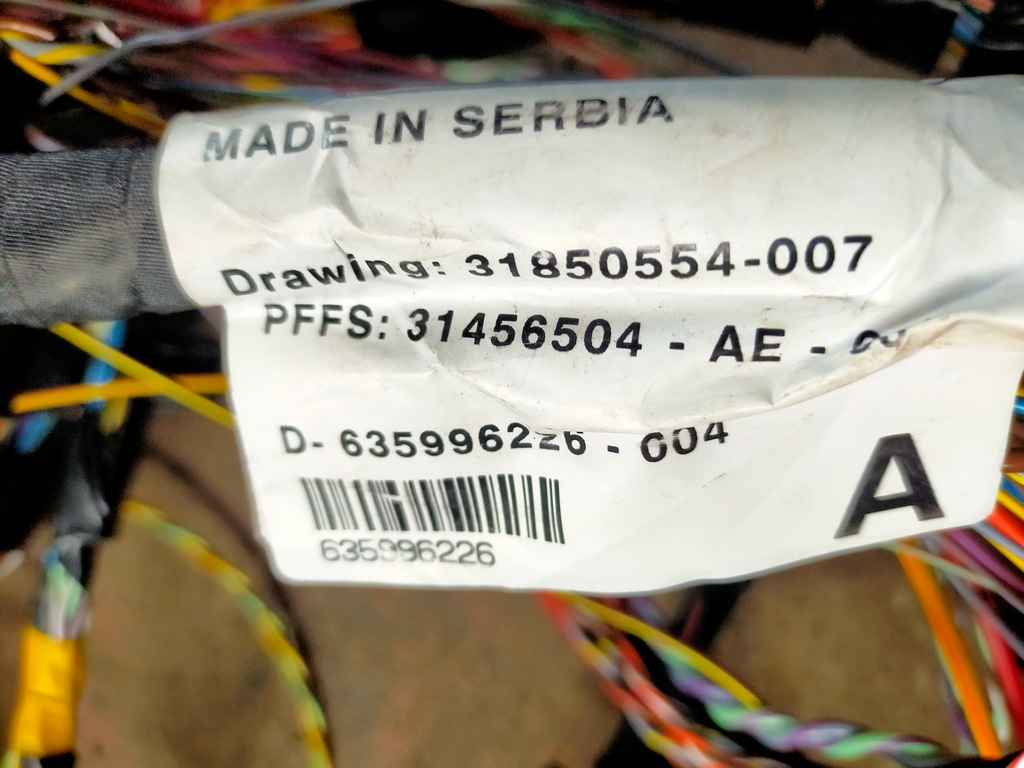 MADE IN SERBIA
Drawing: 31850554-007
PFFS: 31456504 - AE -
D- 635996226 - 004
A
635996226